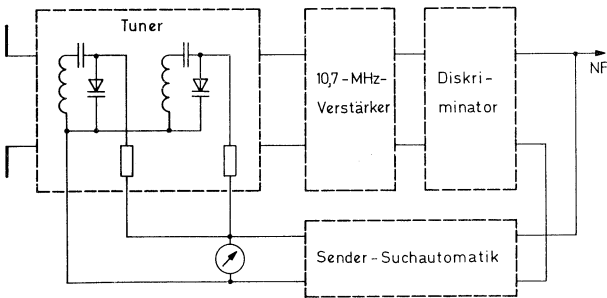 Tuner
10,7-MHz-
Verstärker
Diskri-
minator
NF
Sender-Suchautomatik